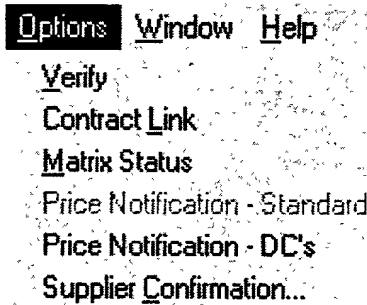 Options Window Help
Verify
Contract Link
Matrix Status
Price Notification - Standard
Price Notification - DC's
Supplier Confirmation...